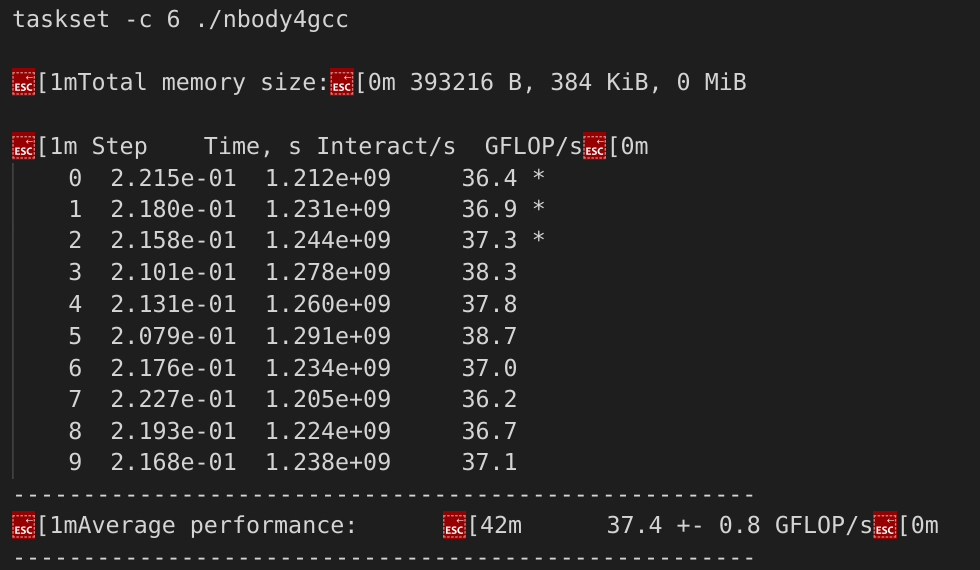 taskset -c 6 ./nbody4gcc
ESC[1mTotal memory size:ESC[0m 393216 B, 384 KiB, 0 MiB
ESC[1m Step    Time, s Interact/s  GFLOP/sESC[0m
    0  2.215e-01  1.212e+09     36.4 *
    1  2.180e-01  1.231e+09     36.9 *
    2  2.158e-01  1.244e+09     37.3 *
    3  2.101e-01  1.278e+09     38.3
    4  2.131e-01  1.260e+09     37.8
    5  2.079e-01  1.291e+09     38.7
    6  2.176e-01  1.234e+09     37.0
    7  2.227e-01  1.205e+09     36.2
    8  2.193e-01  1.224e+09     36.7
    9  2.168e-01  1.238e+09     37.1
-----------------------------------------------------
ESC[1mAverage performance:      ESC[42m      37.4 +- 0.8 GFLOP/sESC[0m
-----------------------------------------------------